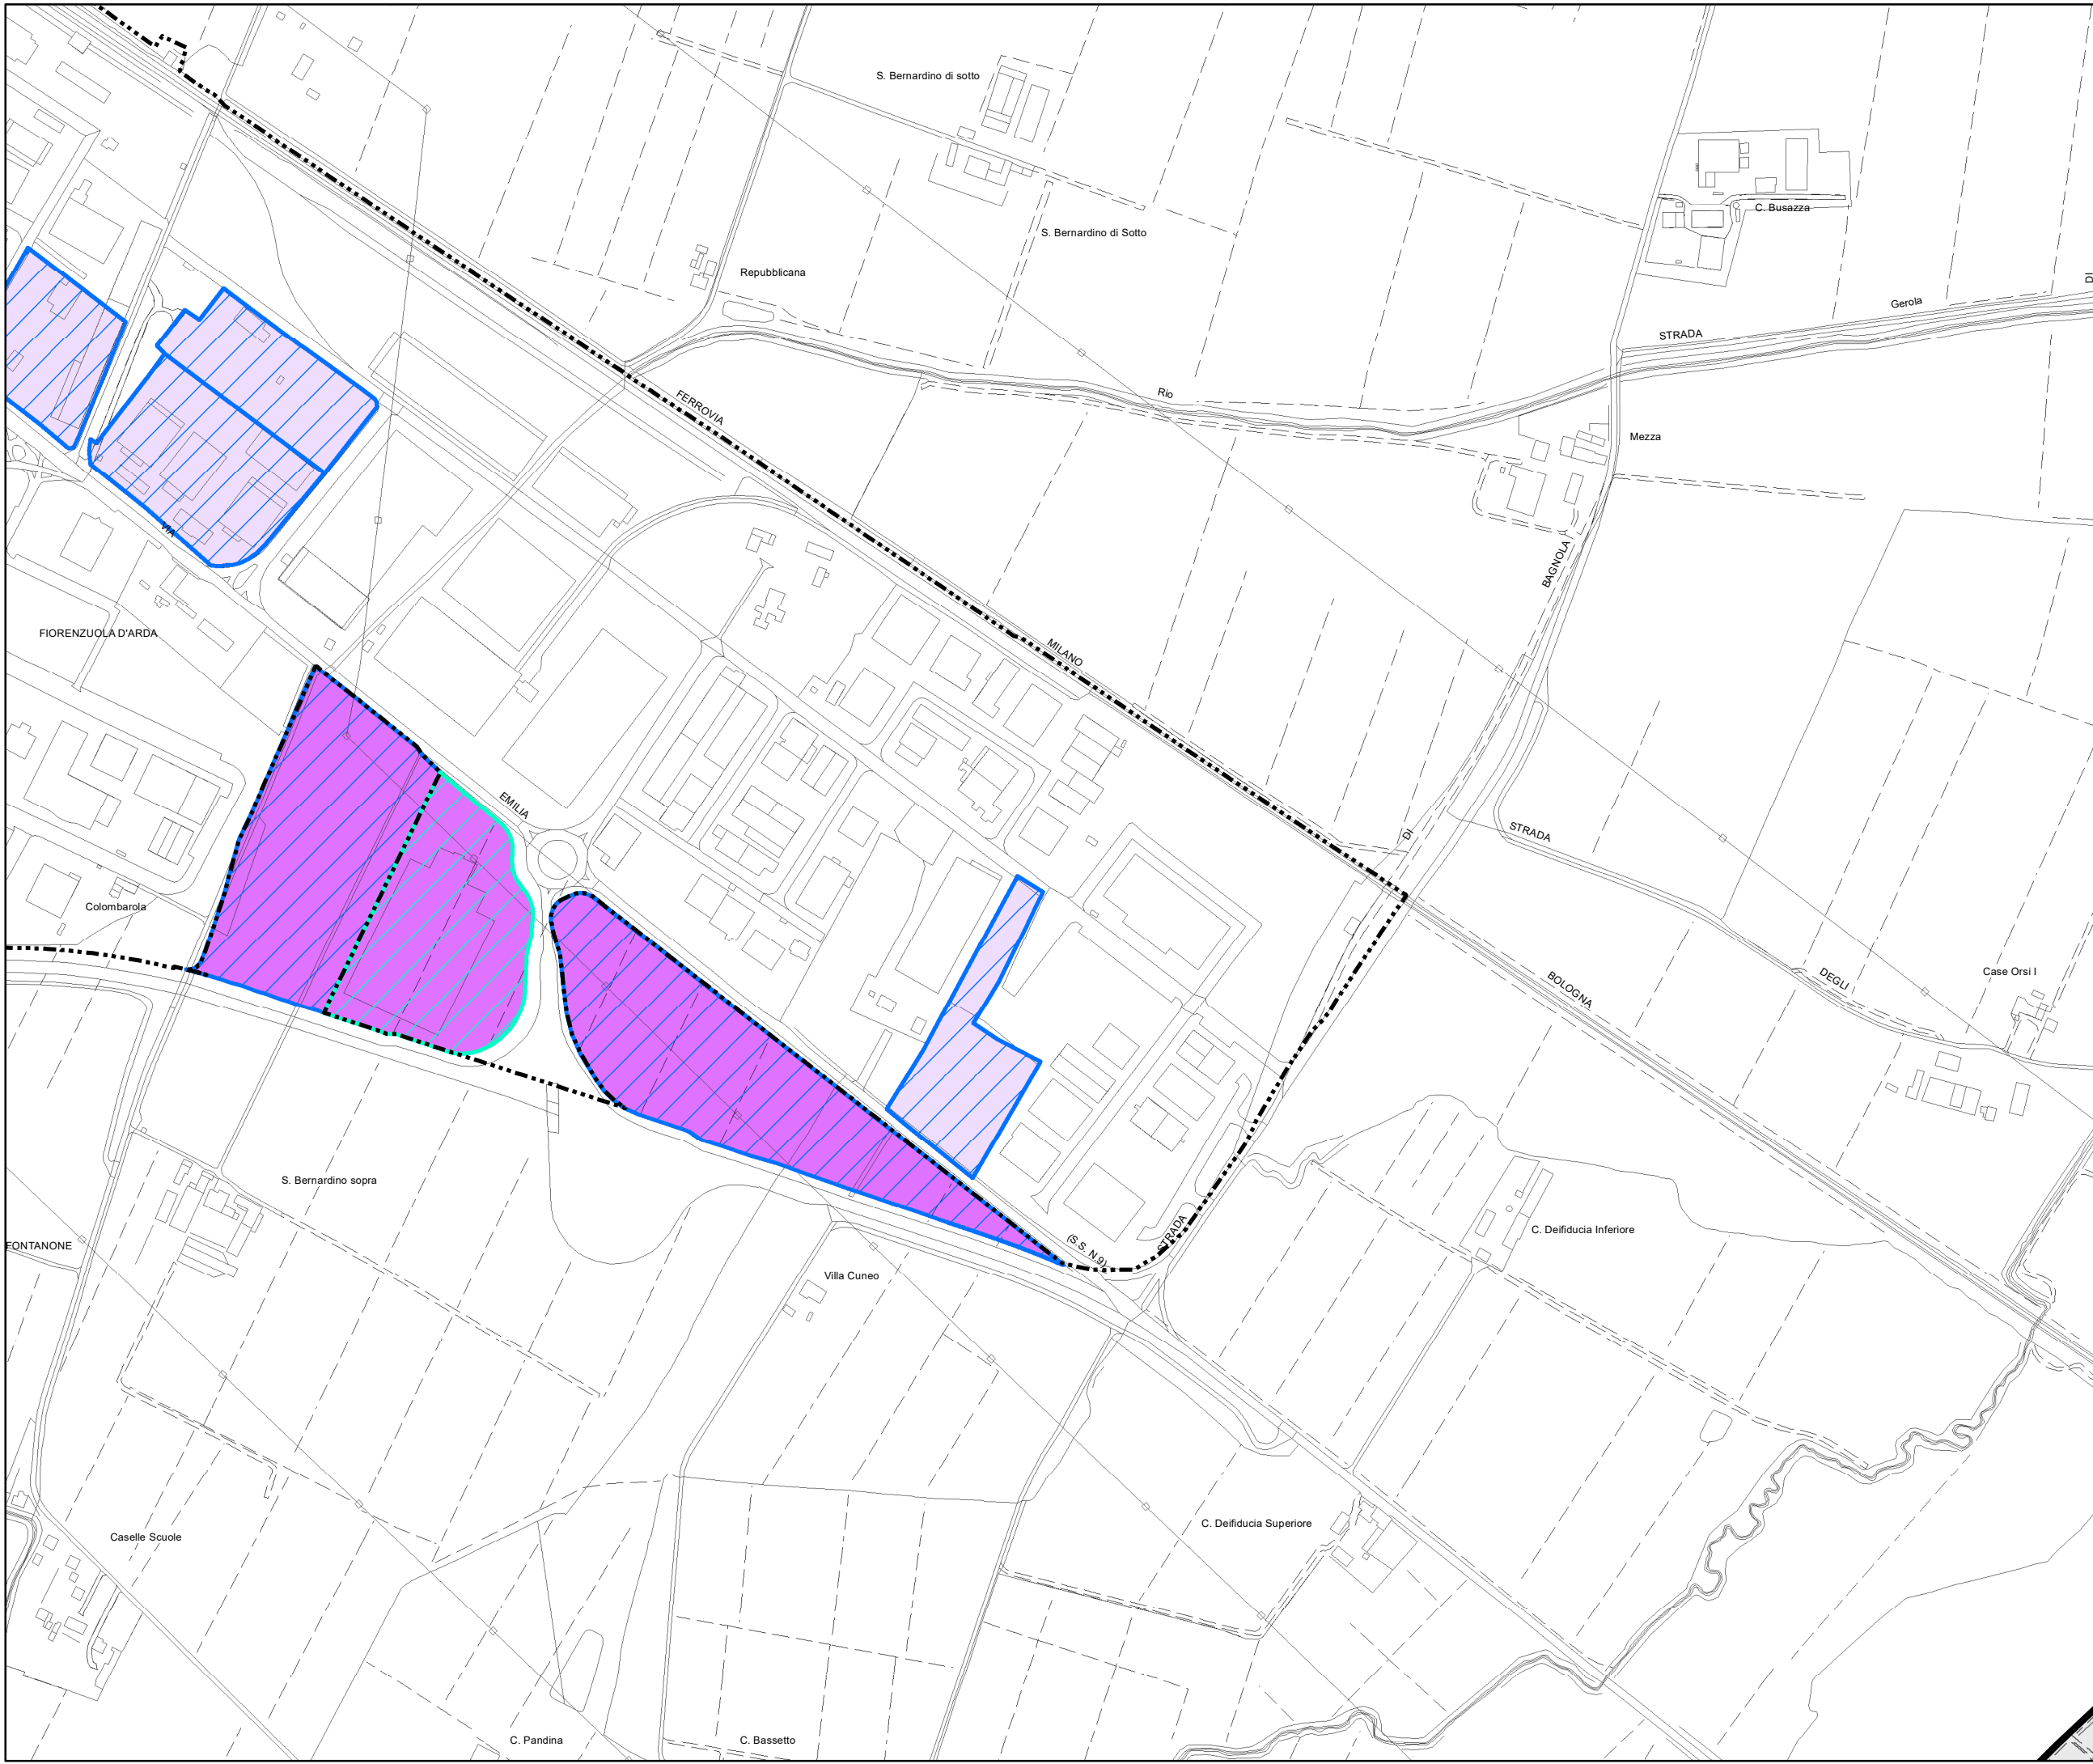 S. Bernardino di sotto
C. Busazza
S. Bernardino di Sotto
Repubblicana
DI
Gerola
STRADA
Rio
FERROVIA
Mezza
VIA
BAGNOLA
FIORENZUOLA D'ARDA
MILANO
EMILIA
DI
STRADA
Colombarola
Case Orsi I
DEGLI
BOLOGNA
S. Bernardino sopra
C. Deifiducia Inferiore
STRADA
FONTANONE
(S.S. N.9)
Villa Cuneo
C. Deifiducia Superiore
Caselle Scuole
C. Pandina
C. Bassetto